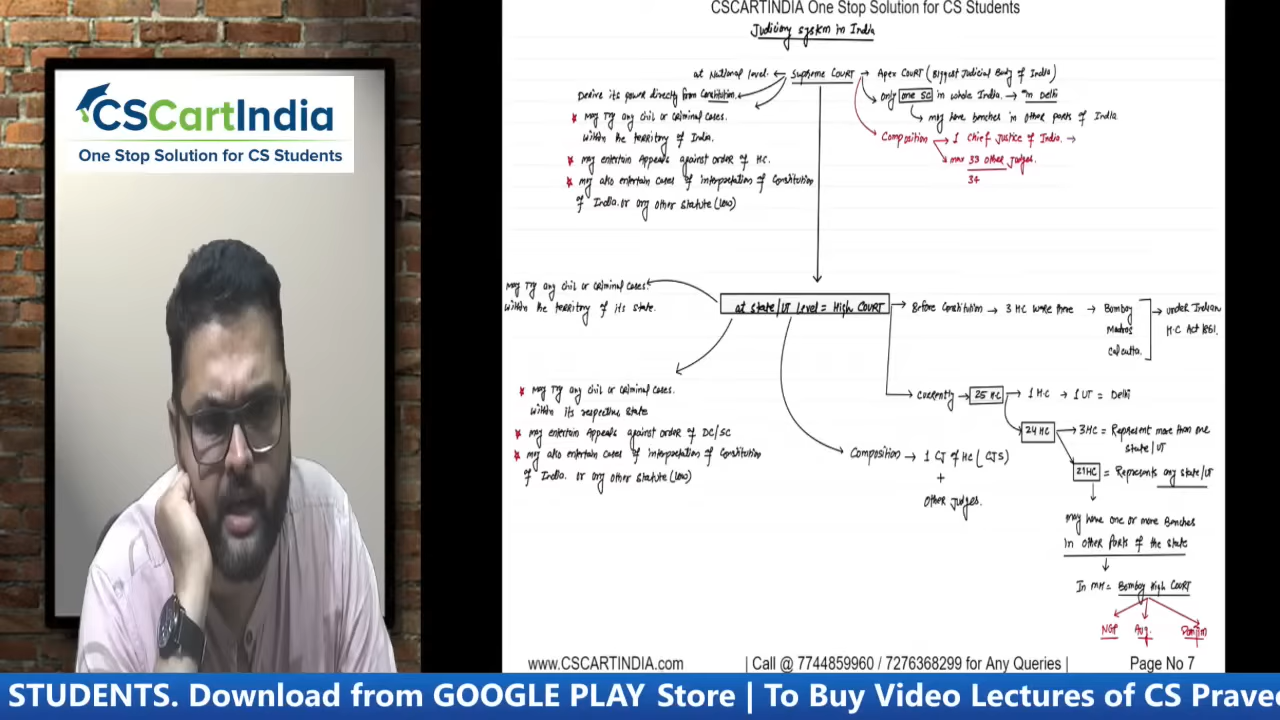 CSCartIndia
One Stop Solution for CS Students
CSCARTINDIA One Stop Solution for CS Students
Judiciary system in India
at National level. ← Supreme Court → Apex Court (Biggest Judicial Body of India)
Derive its power directly from Constitution.
only one SC in whole India. → in Delhi
may have benches in other parts of India
* may Try any civil or criminal cases.
within the territory of India.
* may entertain Appeals against order of HC.
* may also entertain cases of interpretation of Constitution
of India. or any other statute (Law)
Composition → 1 Chief Justice of India. →
max 33 other Judges.
34
may Try any civil or criminal cases.
within the territory of its state.
at State/UT level = High Court
Before Constitution → 3 HC were there → Bombay
Madras
Calcutta.
→ under Indian
H.C Act 1861.
* may Try any civil or criminal cases.
within its respective state
* may entertain Appeals against order of DC/SC
* may also entertain cases of interpretation of Constitution
of India. or any other statute (Law)
Currently → 25 HC → 1 HC → 1 UT = Delhi
24 HC → 3HC = Represent more than one
state/UT
21HC = Represents any state/UT
Composition → 1 CJ of HC (CJS)
+
other Judges.
may have one or more Benches
in other parts of the state
In MH = Bombay High Court
NGP Aug.
www.CSCARTINDIA.com | Call @ 7744859960 / 7276368299 for Any Queries | Page No 7
STUDENTS. Download from GOOGLE PLAY Store | To Buy Video Lectures of CS Prave